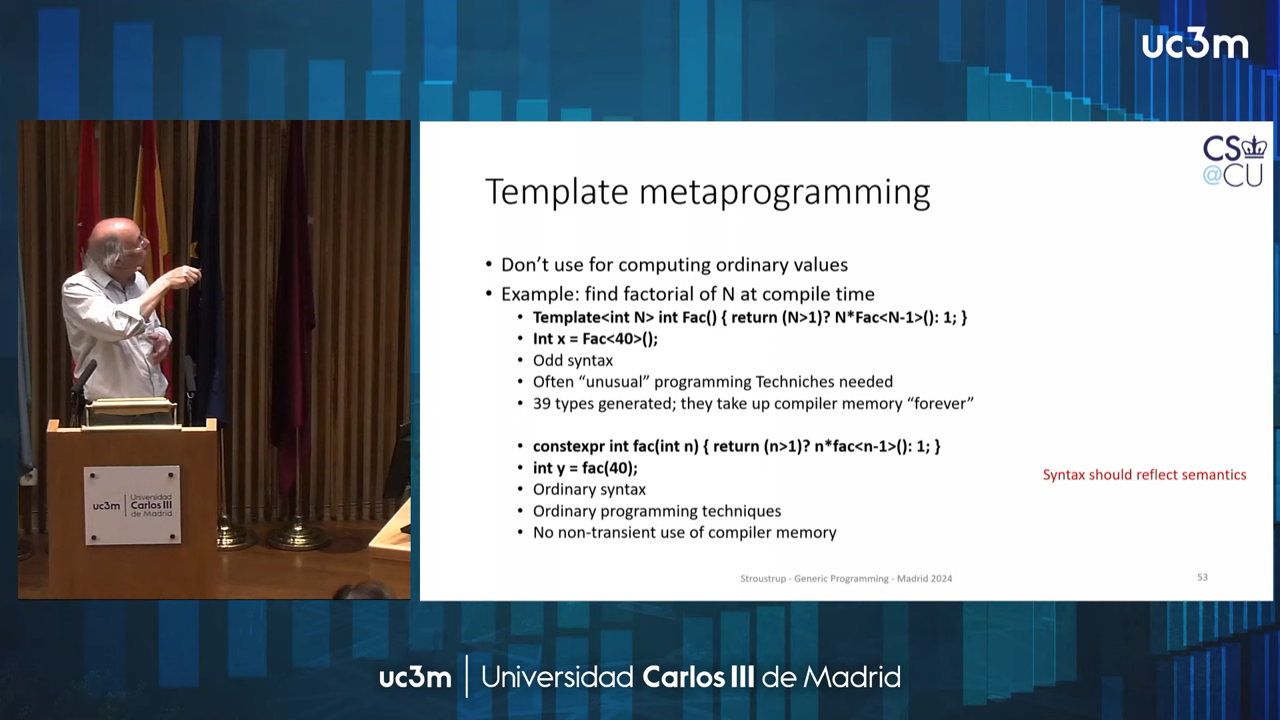 uc3m
CS
@CU
Template metaprogramming
• Don’t use for computing ordinary values
• Example: find factorial of N at compile time
• Template<int N> int Fac() { return (N>1)? N*Fac<N-1>(): 1; }
• Int x = Fac<40>();
• Odd syntax
• Often “unusual” programming Techniches needed
• 39 types generated; they take up compiler memory “forever”
• constexpr int fac(int n) { return (n>1)? n*fac<n-1>(): 1; }
• int y = fac(40);
• Ordinary syntax
• Ordinary programming techniques
• No non-transient use of compiler memory
Syntax should reflect semantics
Stroustrup - Generic Programming - Madrid 2024
53
uc3m | Universidad
Carlos III
de Madrid
uc3m | Universidad Carlos III de Madrid